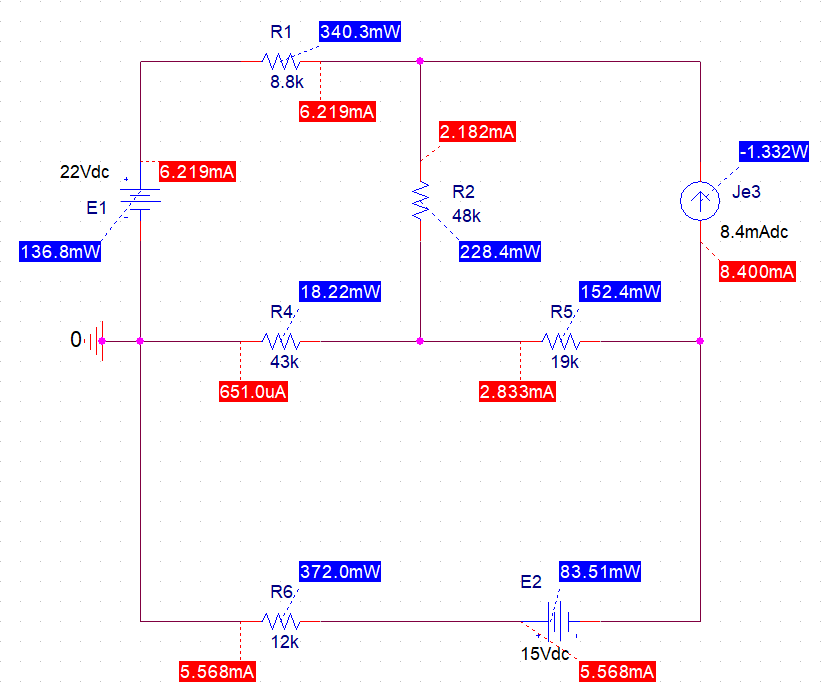 R1
340.3mW
8.8k
6.219mA
2.182mA
-1.332W
22Vdc
6.219mA
R2
Je3
E1
48k
8.4mAdc
136.8mW
228.4mW
8.400mA
18.22mW
152.4mW
R4
R5
0
43k
19k
651.0uA
2.833mA
372.0mW
E2
83.51mW
R6
12k
15Vdc
5.568mA
5.568mA